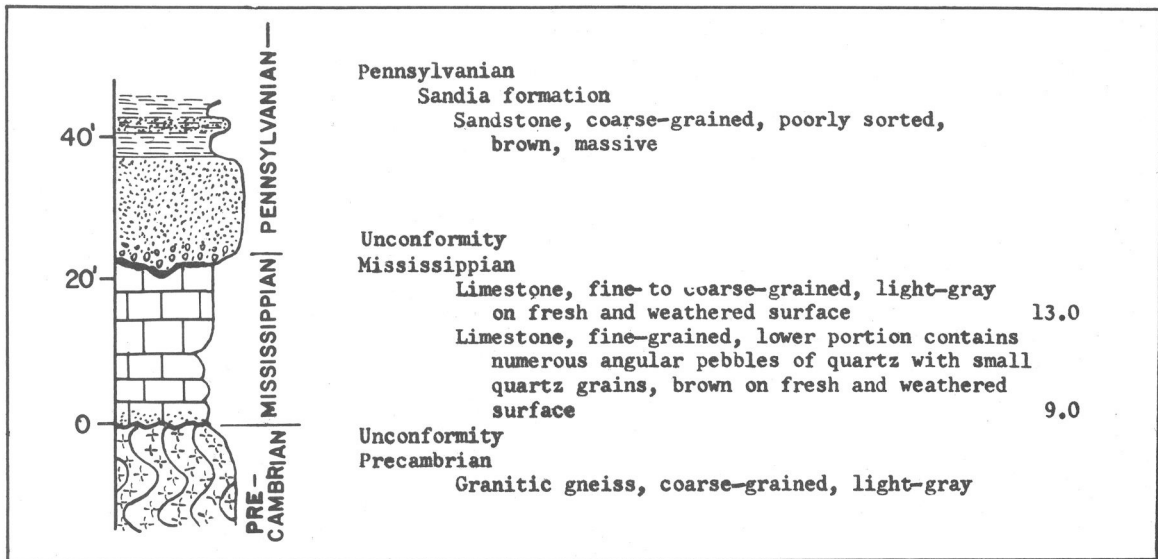 40'
20'
0
PENNSYLVANIAN—
MISSISSIPPIAN
PRE-
CAMBRIAN
Pennsylvanian
Sandia formation
Sandstone, coarse-grained, poorly sorted,
brown, massive
Unconformity
Mississippian
Limestone, fine-to coarse-grained, light-gray
on fresh and weathered surface 13.0
Limestone, fine-grained, lower portion contains
numerous angular pebbles of quartz with small
quartz grains, brown on fresh and weathered
surface 9.0
Unconformity
Precambrian
Granitic gneiss, coarse-grained, light-gray